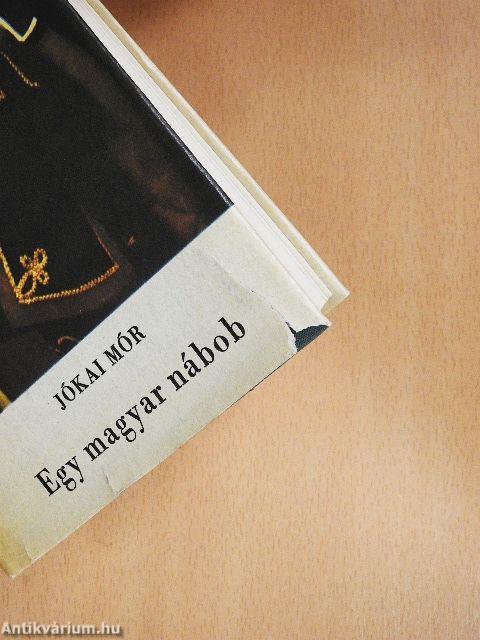 JÓKAI MÓR
Egy magyar nábob
Antikvárium.hu